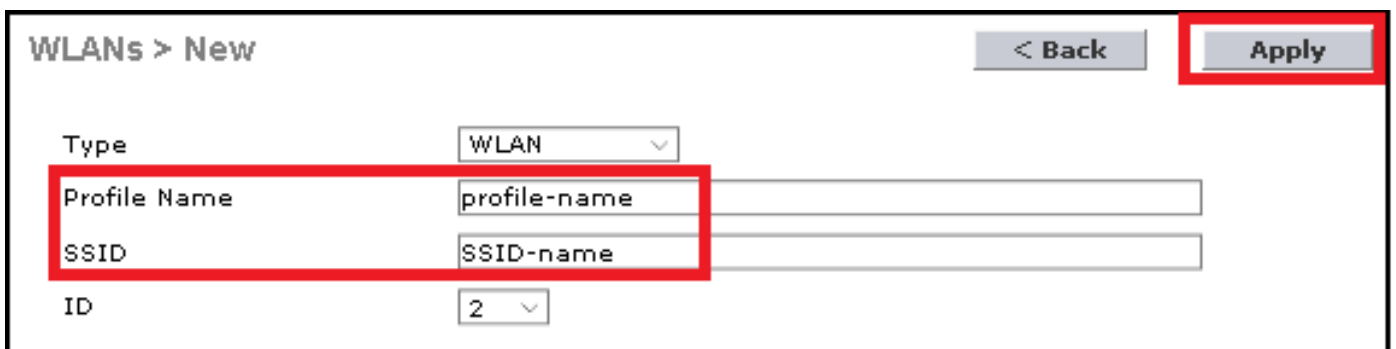 WLANs > New < Back Apply
Type WLAN
Profile Name profile-name
SSID SSID-name
ID 2